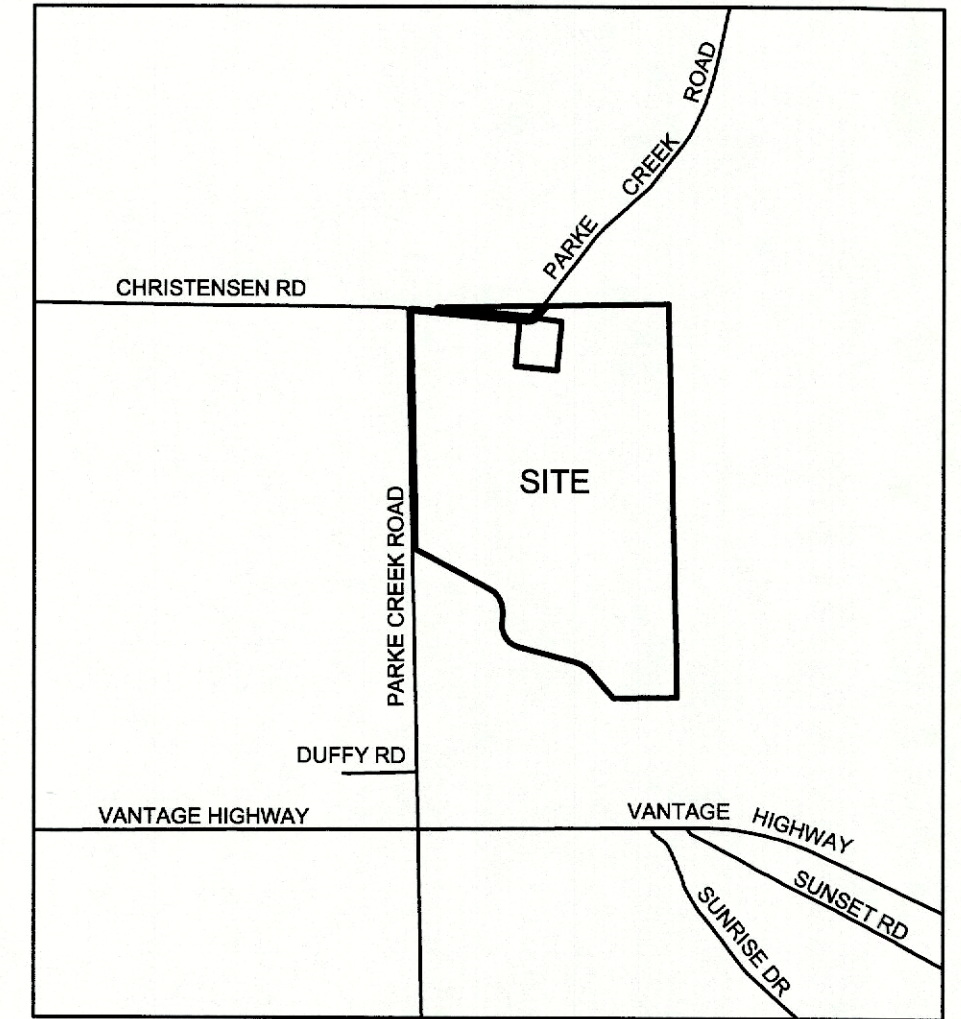 PARKE CREEK ROAD
CHRISTENSEN RD
SITE
PARKE CREEK ROAD
DUFFY RD
VANTAGE HIGHWAY
VANTAGE HIGHWAY
SUNSET RD
SUNRISE DR